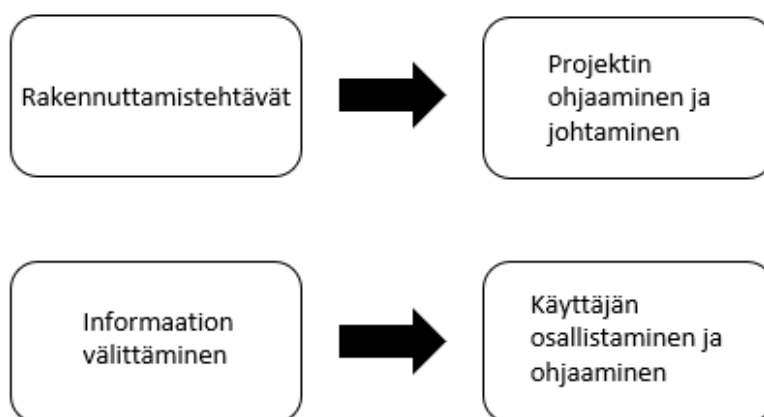 Rakennuttamistehtävät
Projektin
ohjaaminen ja
johtaminen
Informaation
välittäminen
Käyttäjän
osallistaminen ja
ohjaaminen